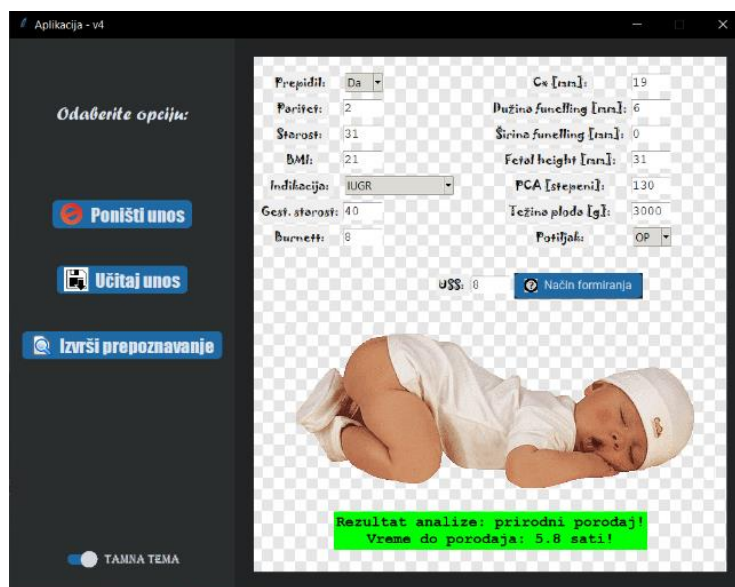 Aplikacija - v4
Odaberite opciju:
Poništi unos
Učitaj unos
Izvrši prepoznavanje
TAMNA TEMA
Prepidil: Da
Paritet: 2
Starost: 31
BMI: 21
Indikacija: IUGR
Gest. starost: 40
Burnett: 8
Cx [mm]: 19
Dužina funelling [mm]: 6
Širina funelling [mm]: 0
Fetal height [mm]: 31
PCA [stepeni]: 130
Težina ploda [g]: 3000
Potiljak: OP
USS: 8 Način formiranja
Rezultat analize: prirodni porođaj!
Vreme do porođaja: 5.8 sati!